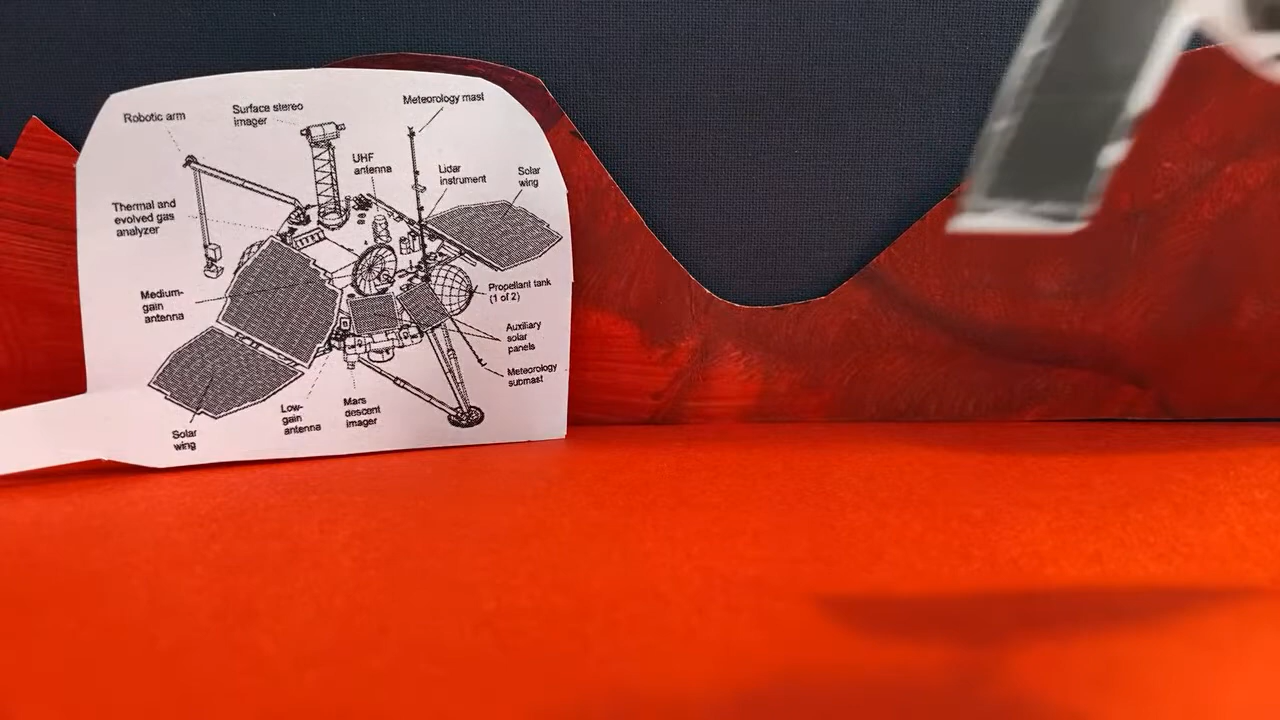 Robotic arm
Surface stereo
imager
Meteorology mast
UHF
antenna
Lidar
instrument
Solar
wing
Thermal and
evolved gas
analyzer
Medium-
gain
antenna
Propellant tank
(1 of 2)
Auxiliary
solar
panels
Meteorology
submast
Solar
wing
Low-
gain
antenna
Mars
descent
imager